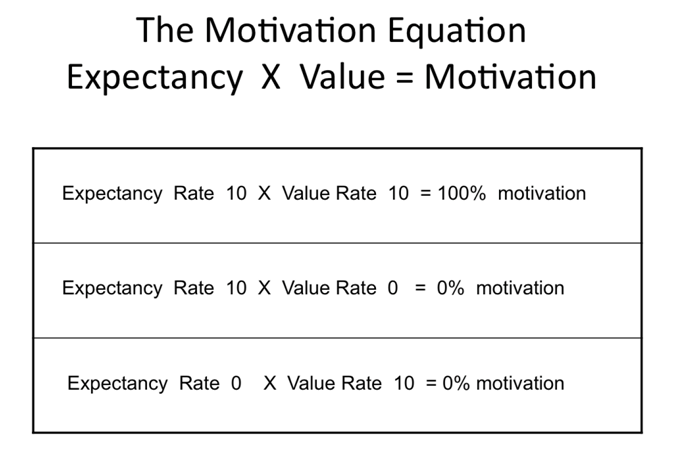 The Motivation Equation
Expectancy X Value = Motivation
Expectancy Rate 10 X Value Rate 10 = 100% motivation
Expectancy Rate 10 X Value Rate 0 = 0% motivation
Expectancy Rate 0 X Value Rate 10 = 0% motivation